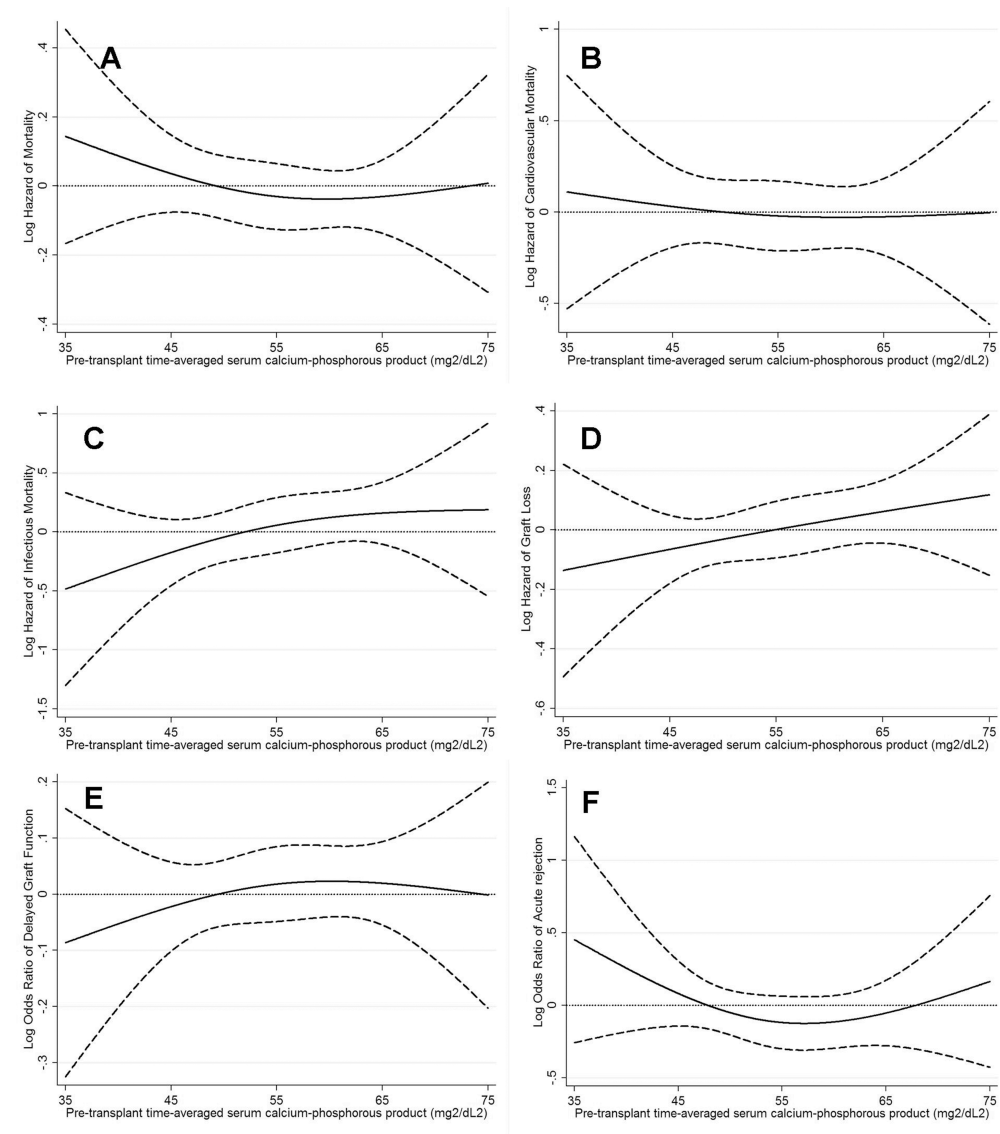 A
Log Hazard of Mortality
.4
.2
0
-.2
-.4
35 45 55 65 75
Pre-transplant time-averaged serum calcium-phosphorous product (mg2/dL2)
B
Log Hazard of Cardiovascular Mortality
1
.5
0
-.5
35 45 55 65 75
Pre-transplant time-averaged serum calcium-phosphorous product (mg2/dL2)
C
Log Hazard of Infectious Mortality
1
.5
0
-.5
-1
-1.5
35 45 55 65 75
Pre-transplant time-averaged serum calcium-phosphorous product (mg2/dL2)
D
Log Hazard of Graft Loss
.4
.2
0
-.2
-.4
-.6
35 45 55 65 75
Pre-transplant time-averaged serum calcium-phosphorous product (mg2/dL2)
E
Log Odds Ratio of Delayed Graft Function
.2
.1
0
-.1
-.2
-.3
35 45 55 65 75
Pre-transplant time-averaged serum calcium-phosphorous product (mg2/dL2)
F
Log Odds Ratio of Acute rejection
1.5
1
.5
0
-.5
35 45 55 65 75
Pre-transplant time-averaged serum calcium-phosphorous product (mg2/dL2)